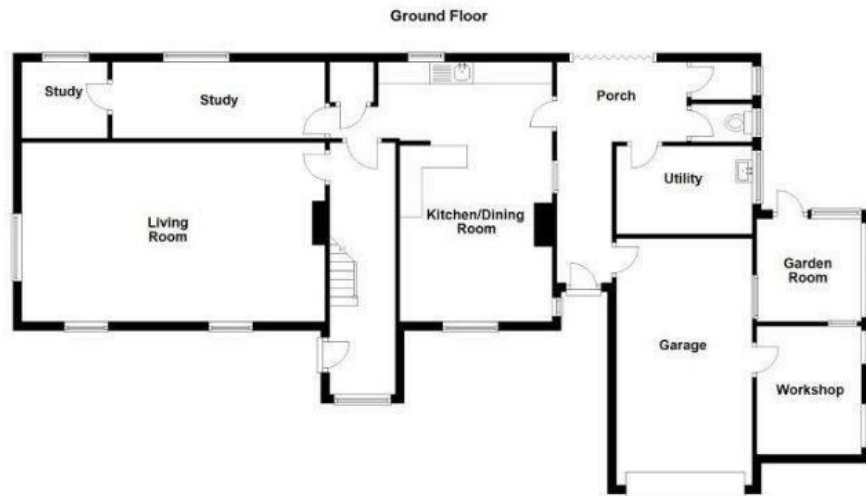 Ground Floor
Study
Study
Porch
Utility
Living
Room
Kitchen/Dining
Room
Garden
Room
Garage
Workshop